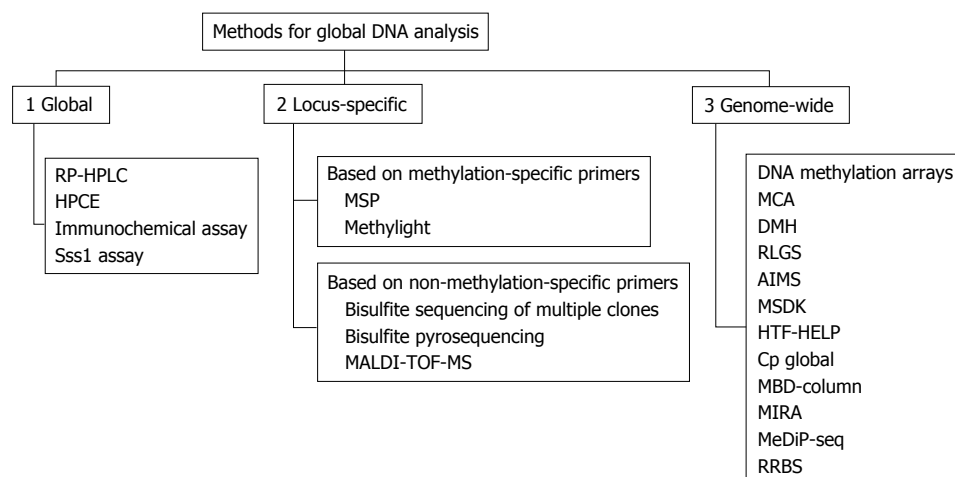 Methods for global DNA analysis
1 Global
2 Locus-specific
3 Genome-wide
RP-HPLC
HPCE
Immunochemical assay
Sss1 assay
Based on methylation-specific primers
MSP
Methylight
Based on non-methylation-specific primers
Bisulfite sequencing of multiple clones
Bisulfite pyrosequencing
MALDI-TOF-MS
DNA methylation arrays
MCA
DMH
RLGS
AIMS
MSDK
HTF-HELP
Cp global
MBD-column
MIRA
MeDiP-seq
RRBS